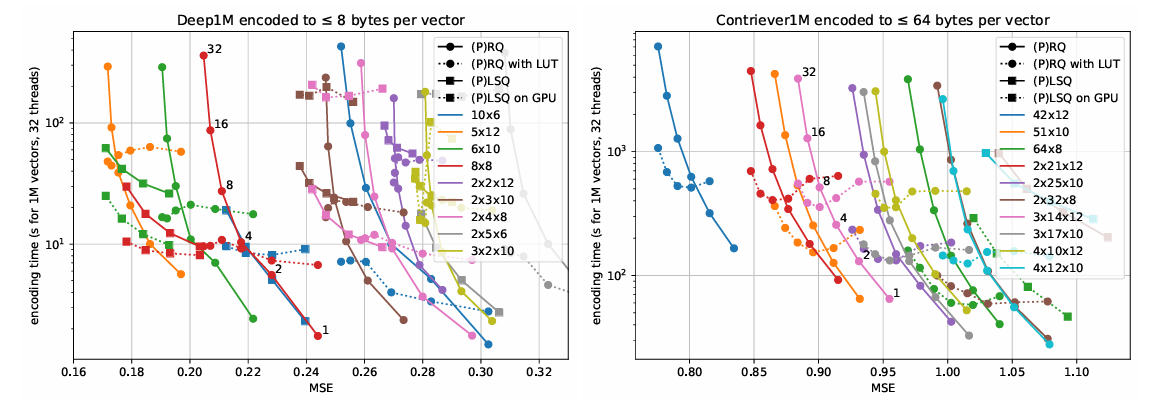 Deep1M encoded to ≤ 8 bytes per vector
encoding time (s for 1M vectors, 32 threads)
10²
10¹
32
16
8
4
2
1
(P)RQ
(P)RQ with LUT
(P)LSQ
(P)LSQ on GPU
10x6
5x12
6x10
8x8
2x2x12
2x3x10
2x4x8
2x5x6
3x2x10
0.16 0.18 0.20 0.22 0.24 0.26 0.28 0.30 0.32
MSE
Contriever1M encoded to ≤ 64 bytes per vector
encoding time (s for 1M vectors, 32 threads)
10³
10²
32
16
8
4
2
1
(P)RQ
(P)RQ with LUT
(P)LSQ
(P)LSQ on GPU
42x12
51x10
64x8
2x21x12
2x25x10
2x32x8
3x14x12
3x17x10
4x10x12
4x12x10
0.80 0.85 0.90 0.95 1.00 1.05 1.10
MSE